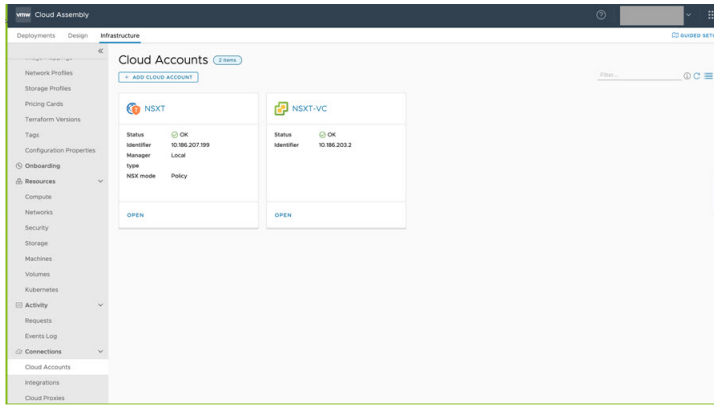 vmw Cloud Assembly
Deployments Design Infrastructure
GUIDED SETU
«
Network Profiles
Storage Profiles
Pricing Cards
Terraform Versions
Tags
Configuration Properties
Onboarding
Resources
Compute
Networks
Security
Storage
Machines
Volumes
Kubernetes
Activity
Requests
Events Log
Connections
Cloud Accounts
Integrations
Cloud Proxies
Cloud Accounts 2 items
+ ADD CLOUD ACCOUNT
Filter...
NSXT
Status OK
Identifier 10.186.207.199
Manager Local
type
NSX mode Policy
OPEN
NSXT-VC
Status OK
Identifier 10.186.203.2
OPEN